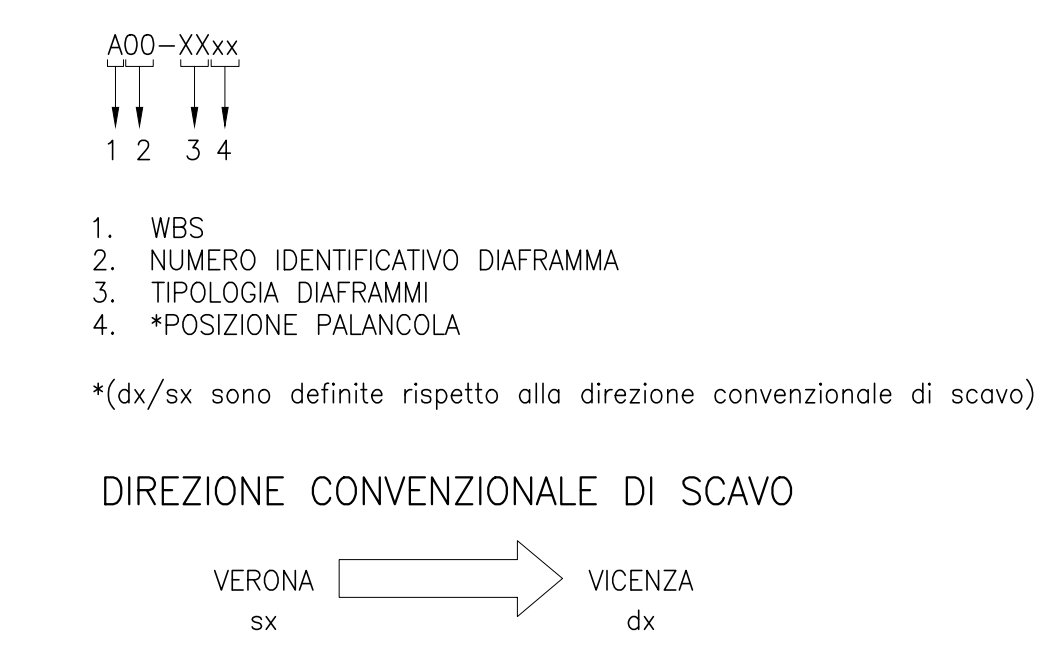 A00-XXxx
1 2 3 4
1. WBS
2. NUMERO IDENTIFICATIVO DIAFRAMMA
3. TIPOLOGIA DIAFRAMMI
4. *POSIZIONE PALANCOLA
*(dx/sx sono definite rispetto alla direzione convenzionale di scavo)
DIREZIONE CONVENZIONALE DI SCAVO
VERONA VICENZA
sx dx